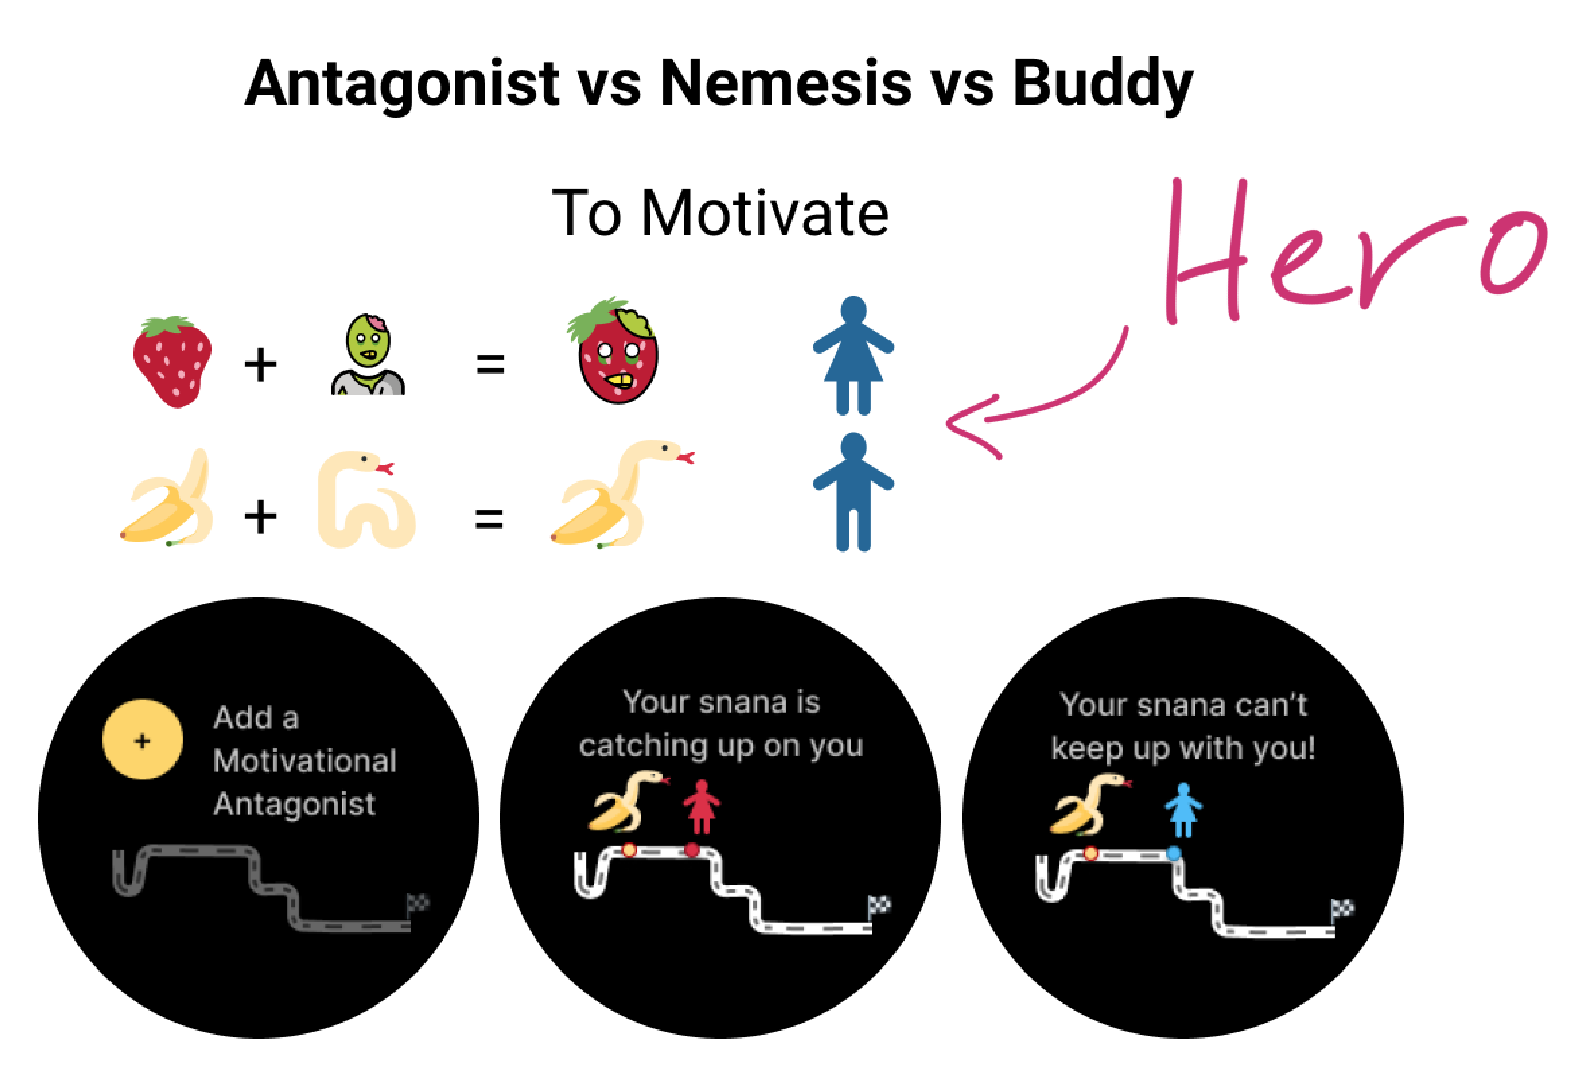 Antagonist vs Nemesis vs Buddy
To Motivate
Hero
+ =
+ =
+
Add a
Motivational
Antagonist
Your snana is
catching up on you
Your snana can't
keep up with you!